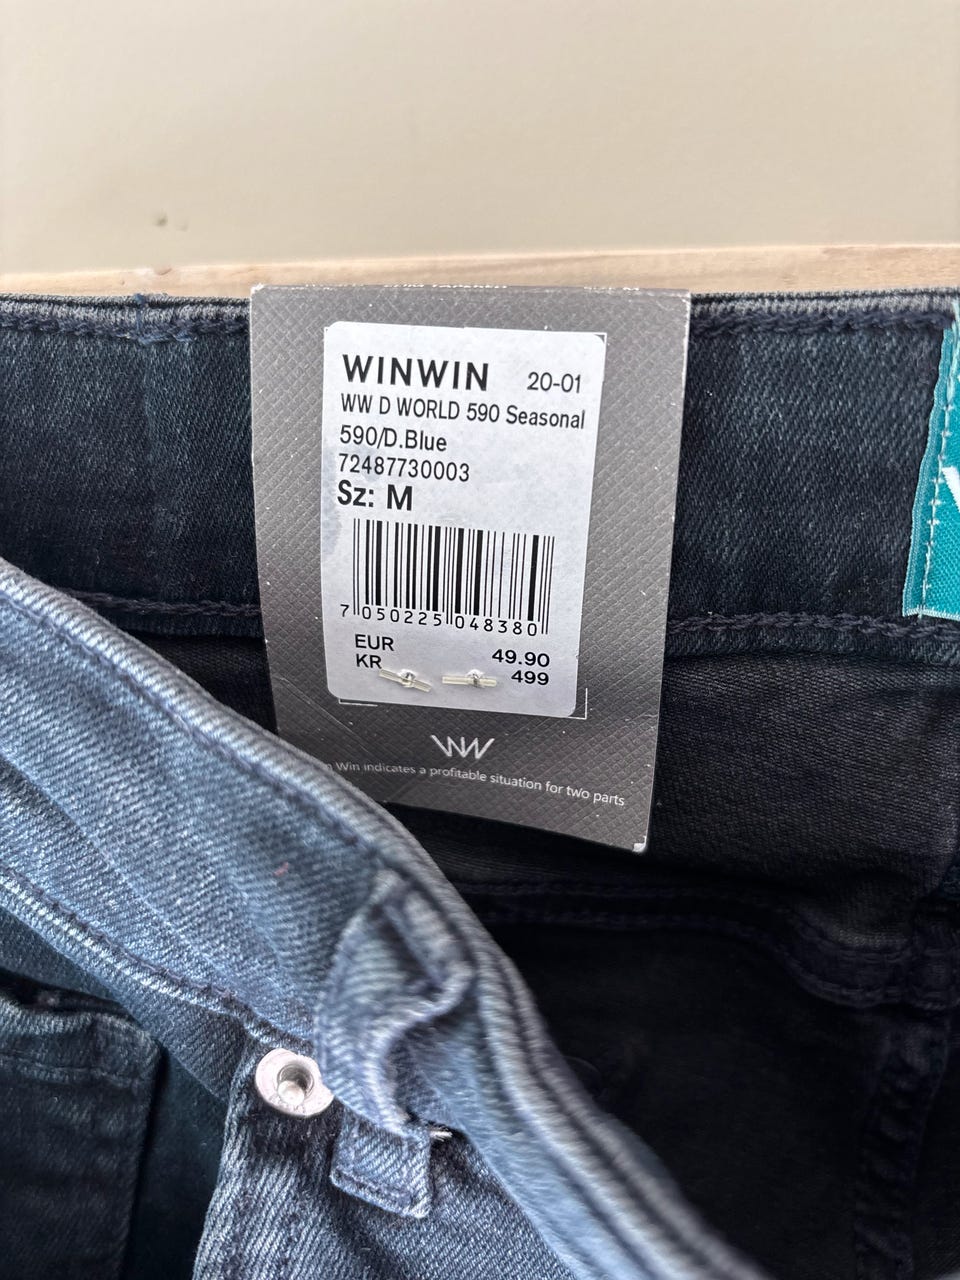 WINWIN 20-01
WW D WORLD 590 Seasonal
590/D.Blue
72487730003
Sz: M
7 050225 048380
EUR 49.90
KR 499
WW
Win indicates a profitable situation for two parts